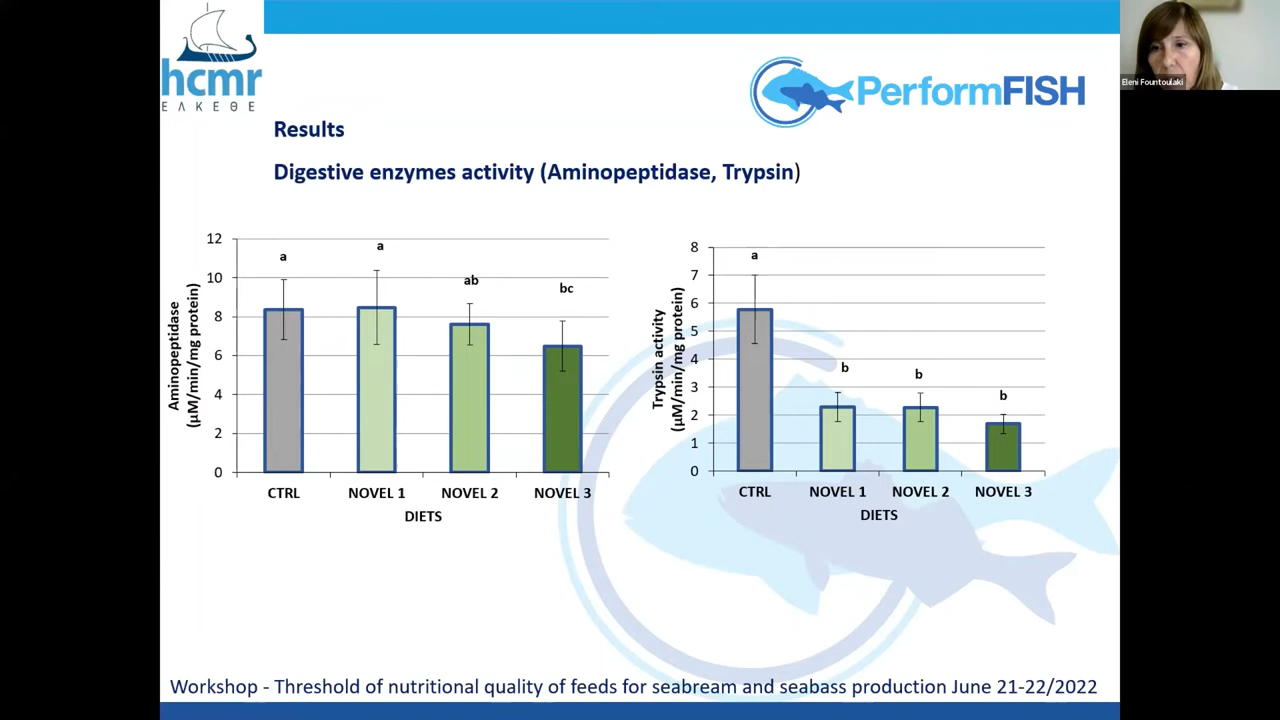 hcmr
ΕΛΚΕΘΕ
PerformFISH
Eleni Fountoulaki
Results
Digestive enzymes activity (Aminopeptidase, Trypsin)
Aminopeptidase
(μM/min/mg protein)
12
10
8
6
4
2
0
a
a
ab
bc
CTRL
NOVEL 1
NOVEL 2
NOVEL 3
DIETS
Trypsin activity
(μM/min/mg protein)
8
7
6
5
4
3
2
1
0
a
b
b
b
CTRL
NOVEL 1
NOVEL 2
NOVEL 3
DIETS
Workshop - Threshold of nutritional quality of feeds for seabream and seabass production June 21-22/2022